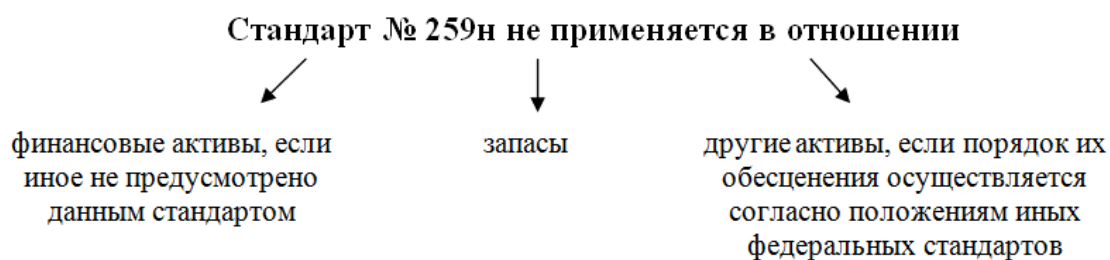 Стандарт № 259н не применяется в отношении
финансовые активы, если
иное не предусмотрено
данным стандартом
запасы
другие активы, если порядок их
обесценения осуществляется
согласно положениям иных
федеральных стандартов